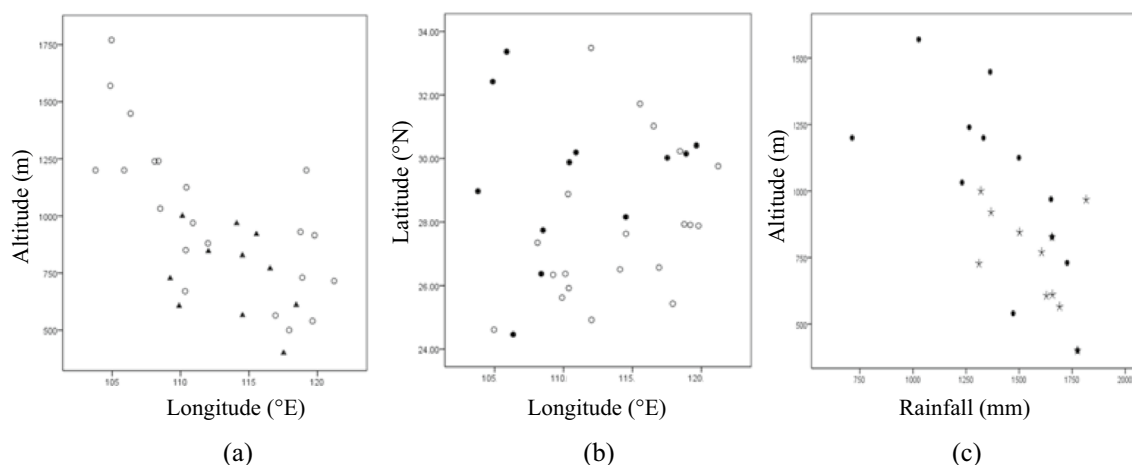 1750
1500
1250
1000
750
500
Altitude (m)
105 110 115 120
Longitude (°E)
(a)
34.00
32.00
30.00
28.00
26.00
24.00
Latitude (°N)
105 110. 115 120.
Longitude (°E)
(b)
1500
1250
1000
750
500
Altitude (m)
750 1000 1250 1500 1750 2000
Rainfall (mm)
(c)